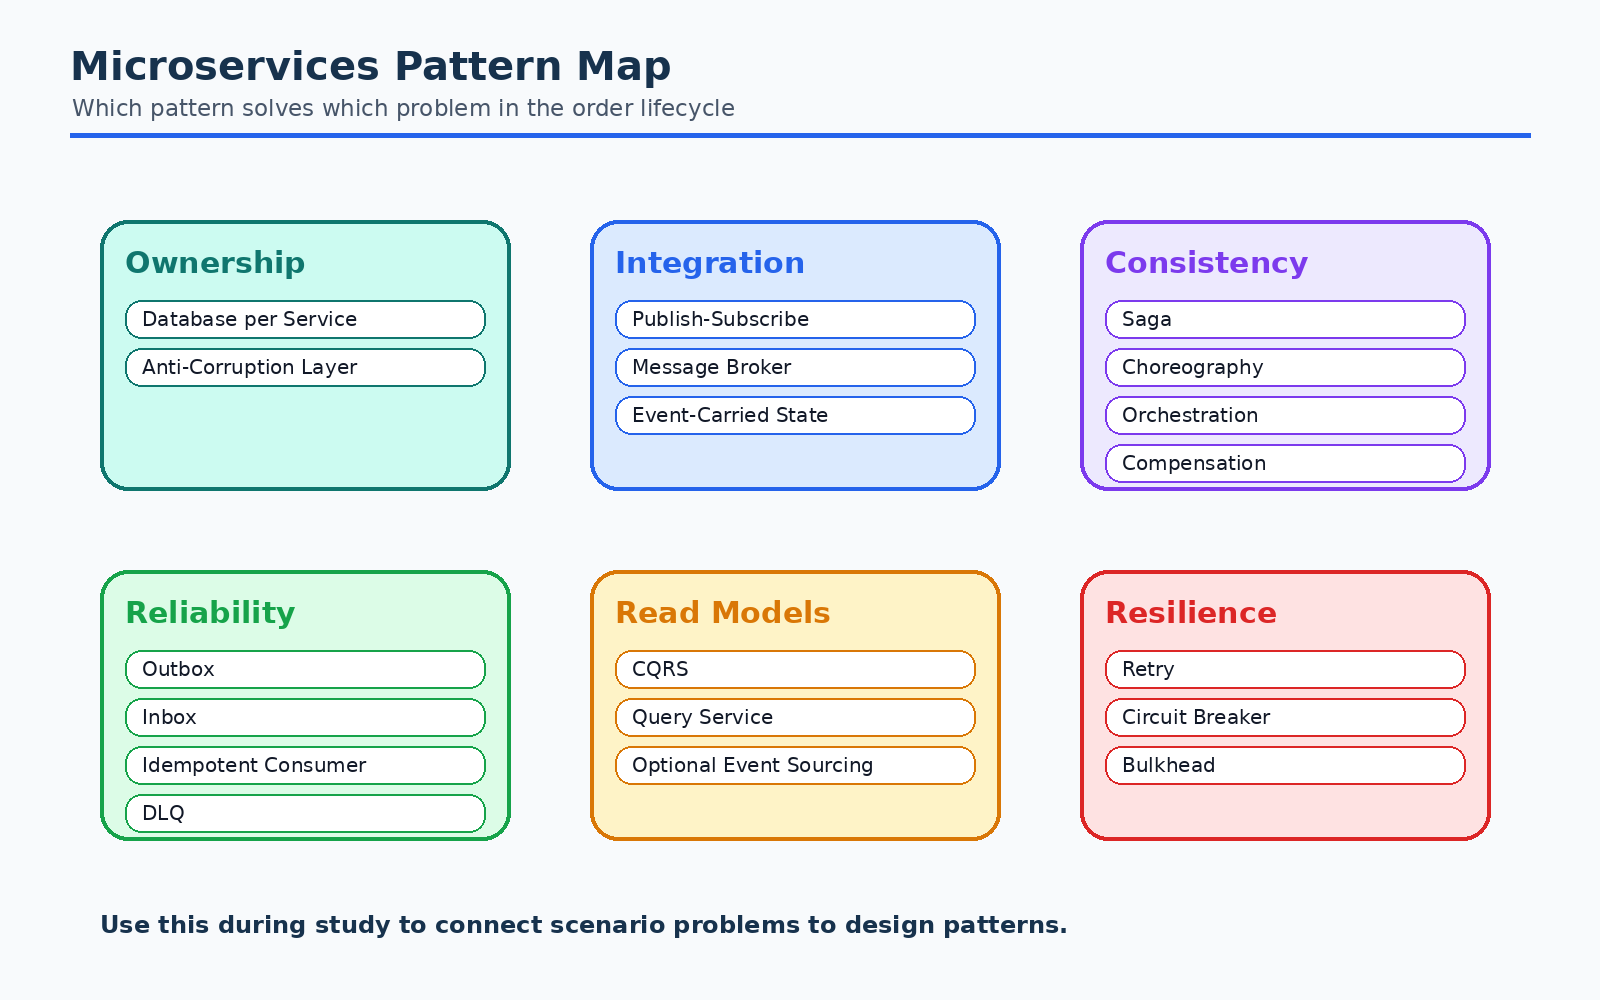 Microservices Pattern Map
Which pattern solves which problem in the order lifecycle
Ownership
Database per Service
Anti-Corruption Layer
Integration
Publish-Subscribe
Message Broker
Event-Carried State
Consistency
Saga
Choreography
Orchestration
Compensation
Reliability
Outbox
Inbox
Idempotent Consumer
DLQ
Read Models
CQRS
Query Service
Optional Event Sourcing
Resilience
Retry
Circuit Breaker
Bulkhead
Use this during study to connect scenario problems to design patterns.